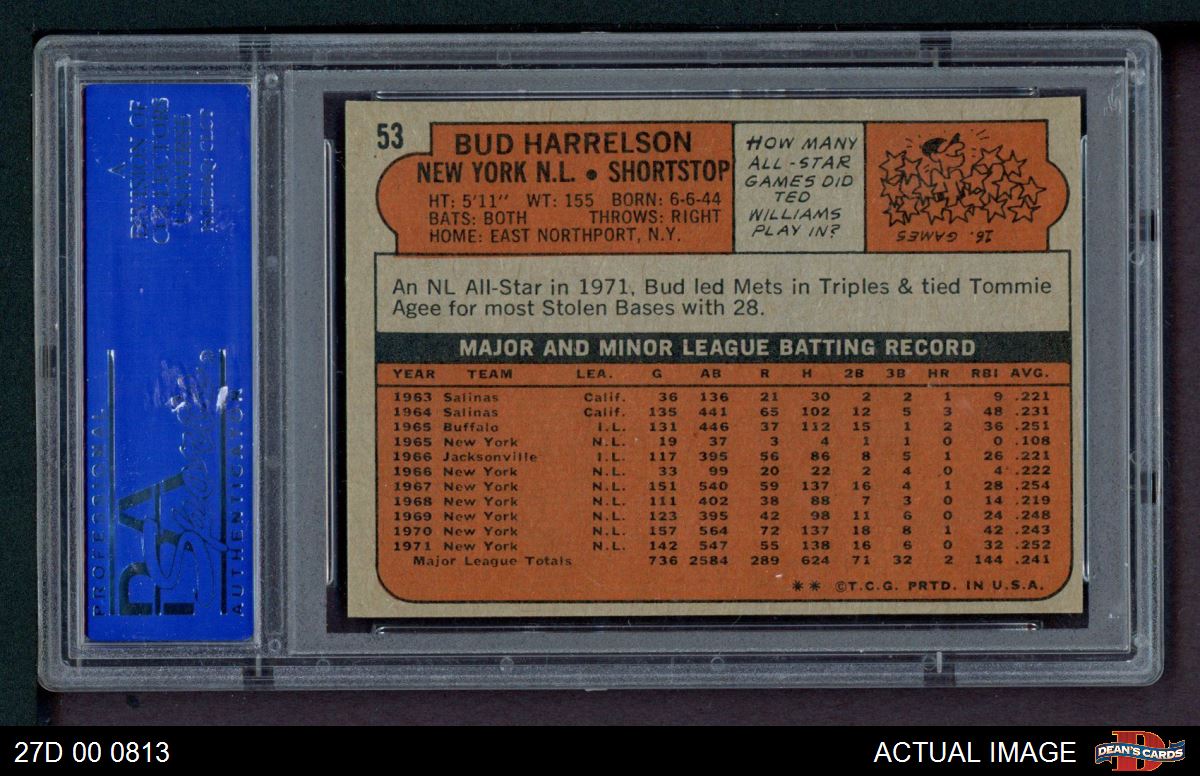 A
DIVISION OF
COLLECTORS
UNIVERSE
NASDAQ: CLCT
PROFESSIONAL
PSA
Sports
AUTHENTICATOR
53
BUD HARRELSON
NEW YORK N.L. • SHORTSTOP
HT: 5'11" WT: 155 BORN: 6-6-44
BATS: BOTH THROWS: RIGHT
HOME: EAST NORTHPORT, N.Y.
HOW MANY
ALL-STAR
GAMES DID
TED
WILLIAMS
PLAY IN?
16. GAMES
An NL All-Star in 1971, Bud led Mets in Triples & tied Tommie
Agee for most Stolen Bases with 28.
MAJOR AND MINOR LEAGUE BATTING RECORD
YEAR TEAM LEA. G AB R H 2B 3B HR RBI AVG.
1963 Salinas Calif. 36 136 21 30 2 2 1 9 .221
1964 Salinas Calif. 135 441 65 102 12 5 3 48 .231
1965 Buffalo I.L. 131 446 37 112 15 1 2 36 .251
1965 New York N.L. 19 37 3 4 1 1 0 0 .108
1966 Jacksonville I.L. 117 395 56 86 8 5 1 26 .221
1966 New York N.L. 33 99 20 22 2 4 0 4 .222
1967 New York N.L. 151 540 59 137 16 4 1 28 .254
1968 New York N.L. 111 402 38 88 7 3 0 14 .219
1969 New York N.L. 123 395 42 98 11 6 0 24 .248
1970 New York N.L. 157 564 72 137 18 8 1 42 .243
1971 New York N.L. 142 547 55 138 16 6 0 32 .252
Major League Totals 736 2584 289 624 71 32 2 144 .241
** ©T.C.G. PRTD. IN U.S.A.
27D 00 0813
ACTUAL IMAGE
D
DEAN'S CARDS